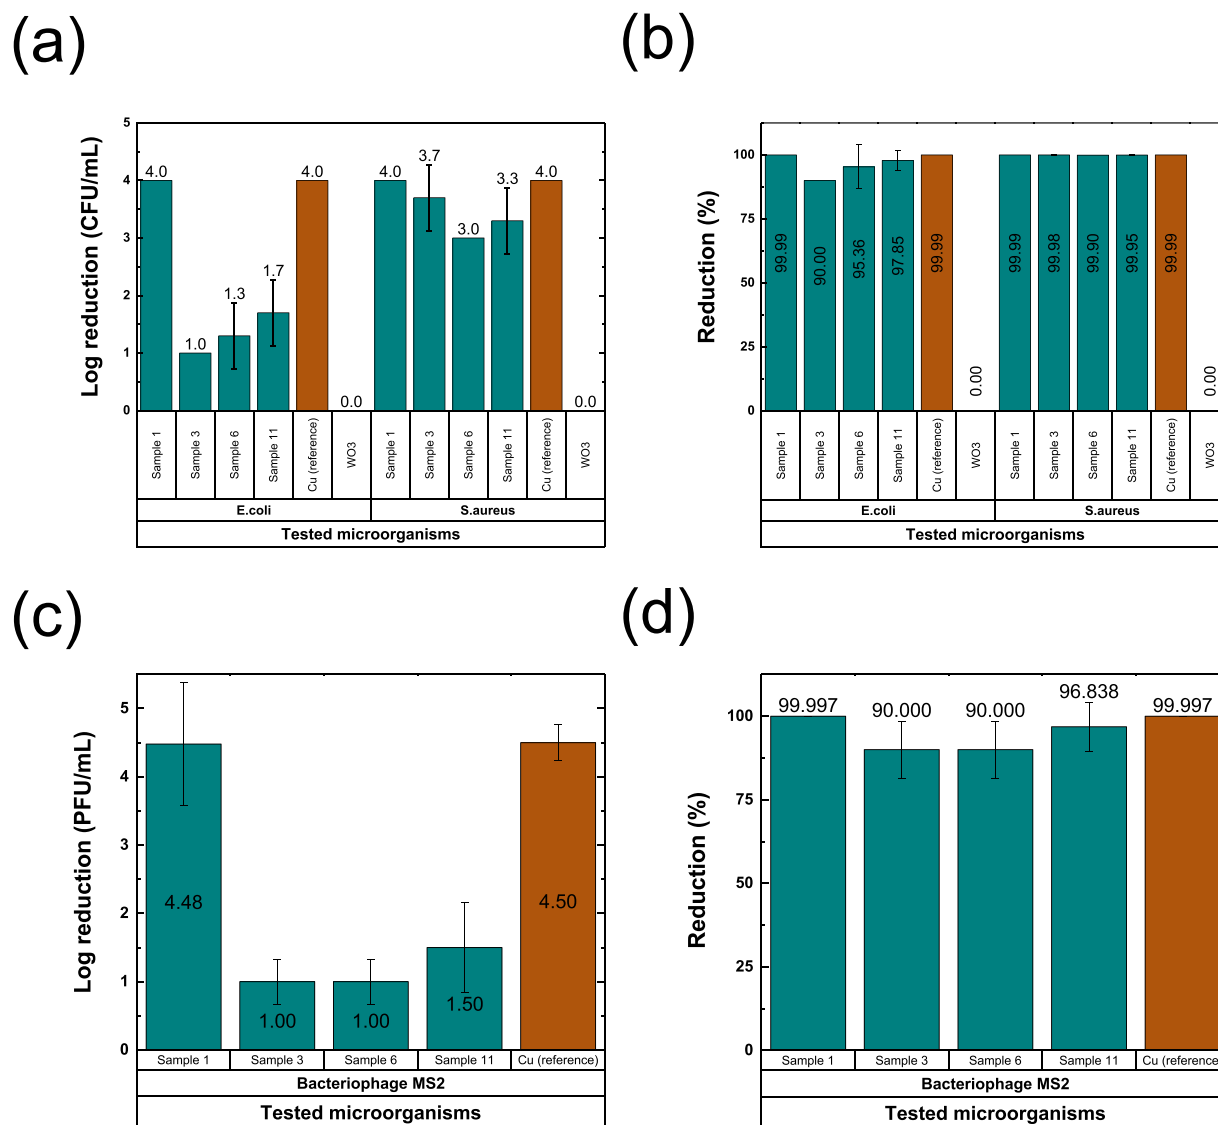 (a)
Log reduction (CFU/mL)
5
4
3
2
1
0
4.0
1.0
1.3
1.7
4.0
0.0
4.0
3.7
3.0
3.3
4.0
0.0
Sample 1
Sample 3
Sample 6
Sample 11
Cu (reference)
WO3
Sample 1
Sample 3
Sample 6
Sample 11
Cu (reference)
WO3
E.coli
S.aureus
Tested microorganisms
(b)
Reduction (%)
100
75
50
25
0
99.99
90.00
95.36
97.85
99.99
0.00
99.99
99.98
99.90
99.95
99.99
0.00
Sample 1
Sample 3
Sample 6
Sample 11
Cu (reference)
WO3
Sample 1
Sample 3
Sample 6
Sample 11
Cu (reference)
WO3
E.coli
S.aureus
Tested microorganisms
(c)
Log reduction (PFU/mL)
5
4
3
2
1
0
4.48
1.00
1.00
1.50
4.50
Sample 1
Sample 3
Sample 6
Sample 11
Cu (reference)
Bacteriophage MS2
Tested microorganisms
(d)
Reduction (%)
100
75
50
25
0
99.997
90.000
90.000
96.838
99.997
Sample 1
Sample 3
Sample 6
Sample 11
Cu (reference
Bacteriophage MS2
Tested microorganisms